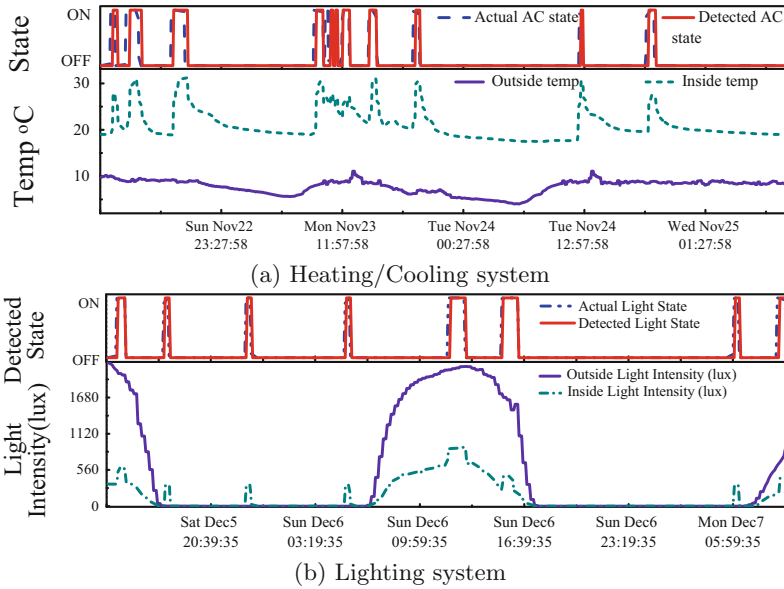 ON
OFF
State
Actual AC state
Detected AC
state
30
20
10
Temp oC
Outside temp
Inside temp
Sun Nov22
23:27:58
Mon Nov23
11:57:58
Tue Nov24
00:27:58
Tue Nov24
12:57:58
Wed Nov25
01:27:58
(a) Heating/Cooling system
ON
OFF
Detected
State
Actual Light State
Detected Light State
1680
1120
560
0
Light
Intensity(lux)
Outside Light Intensity (lux)
Inside Light Intensity (lux)
Sat Dec5
20:39:35
Sun Dec6
03:19:35
Sun Dec6
09:59:35
Sun Dec6
16:39:35
Sun Dec6
23:19:35
Mon Dec7
05:59:35
(b) Lighting system